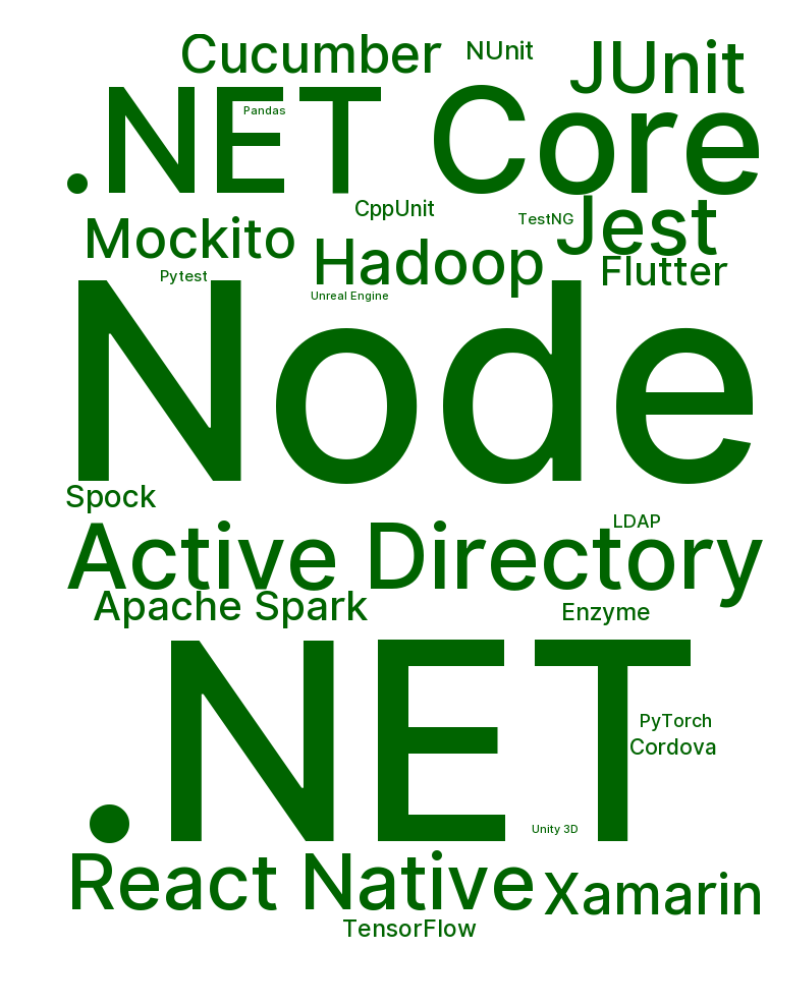 Cucumber
NUnit
JUnit
Pandas
.NET Core
CppUnit
TestNG
Jest
Mockito
Hadoop
Flutter
Pytest
Unreal Engine
Node
Spock
LDAP
Active Directory
Apache Spark
Enzyme
.NET
PyTorch
Cordova
Unity 3D
React Native
Xamarin
TensorFlow